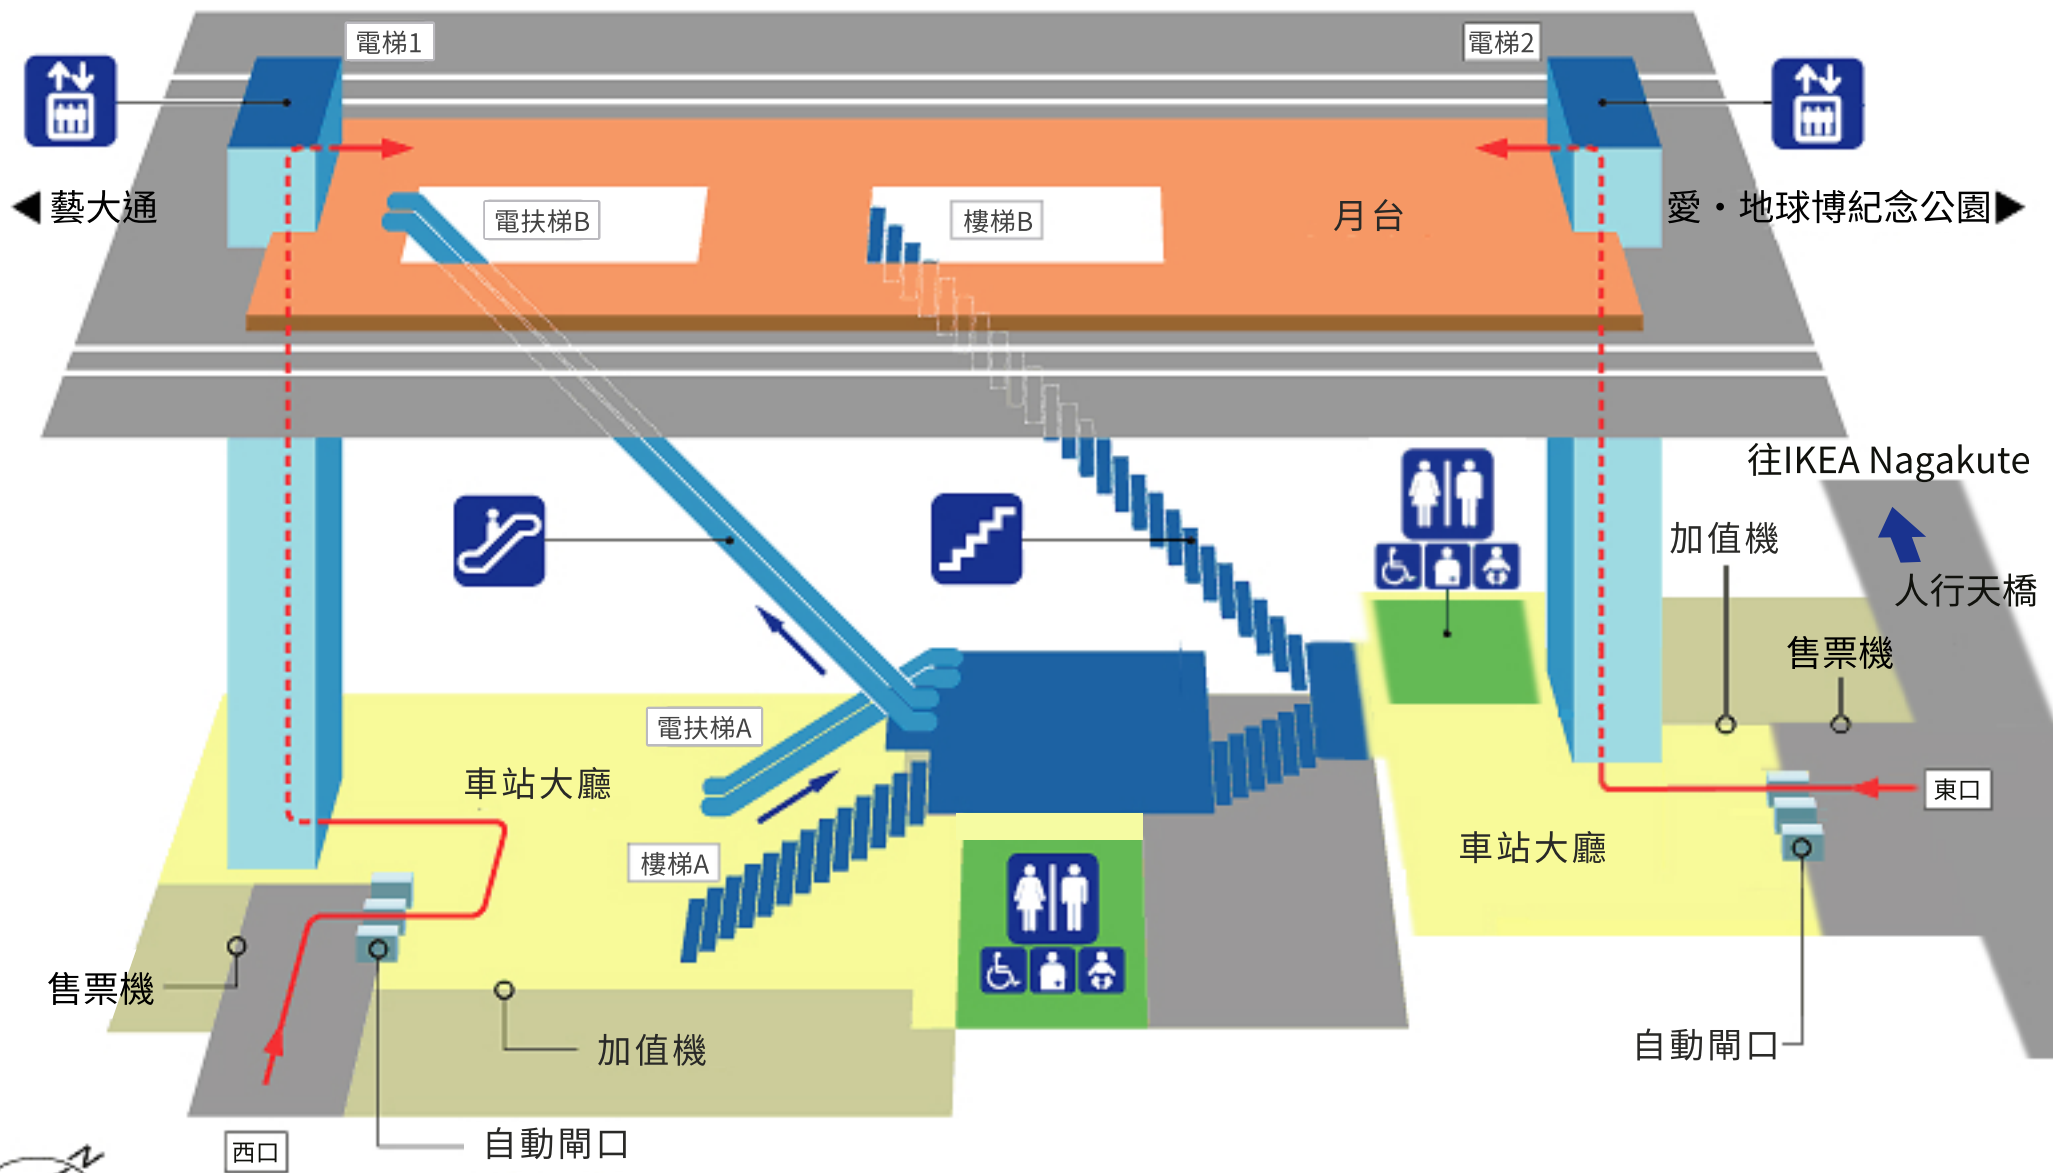 電梯1
電梯2
藝大通
電扶梯B
樓梯B
月台
愛・地球博紀念公園
往IKEA Nagakute
加值機
人行天橋
售票機
電扶梯A
車站大廳
東口
樓梯A
車站大廳
售票機
加值機
自動閘口
自動閘口
西口
N